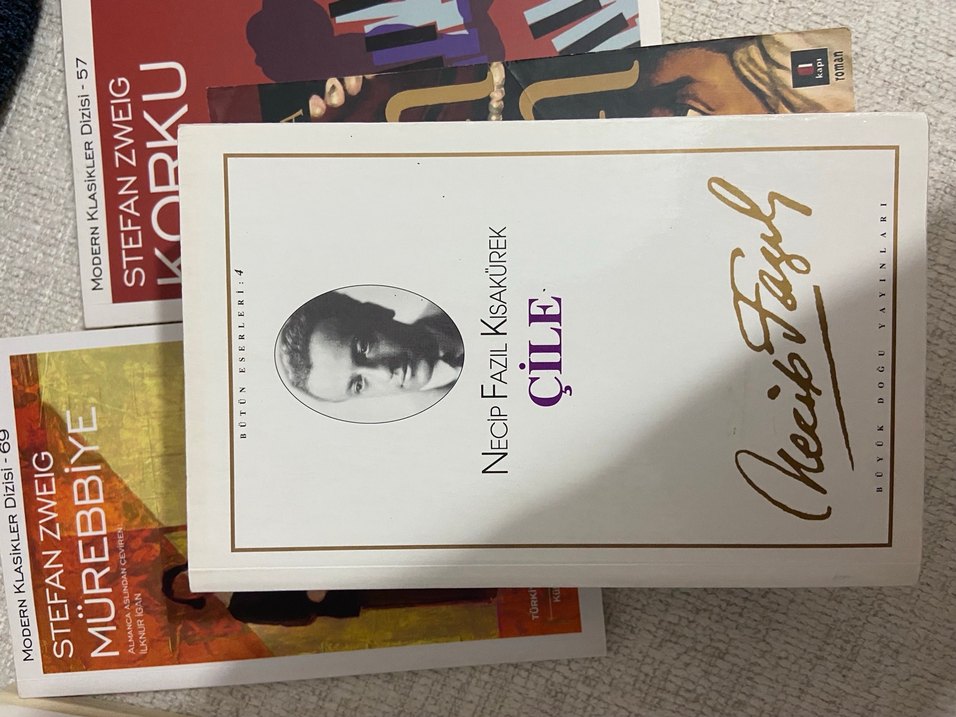 MODERN KLASİKLER DİZİSİ - 57
STEFAN ZWEIG
KORKU
kapı
roman
BÜTÜN ESERLERİ: 4
NECİP FAZIL KISAKÜREK
ÇİLE
Necip Fazıl
BÜYÜK DOĞU YAYINLARI
MODERN KLASİKLER DİZİSİ - 69
STEFAN ZWEIG
MÜREBBİYE
ALMANCA ASLINDAN ÇEVİREN:
İLKNUR İGAN